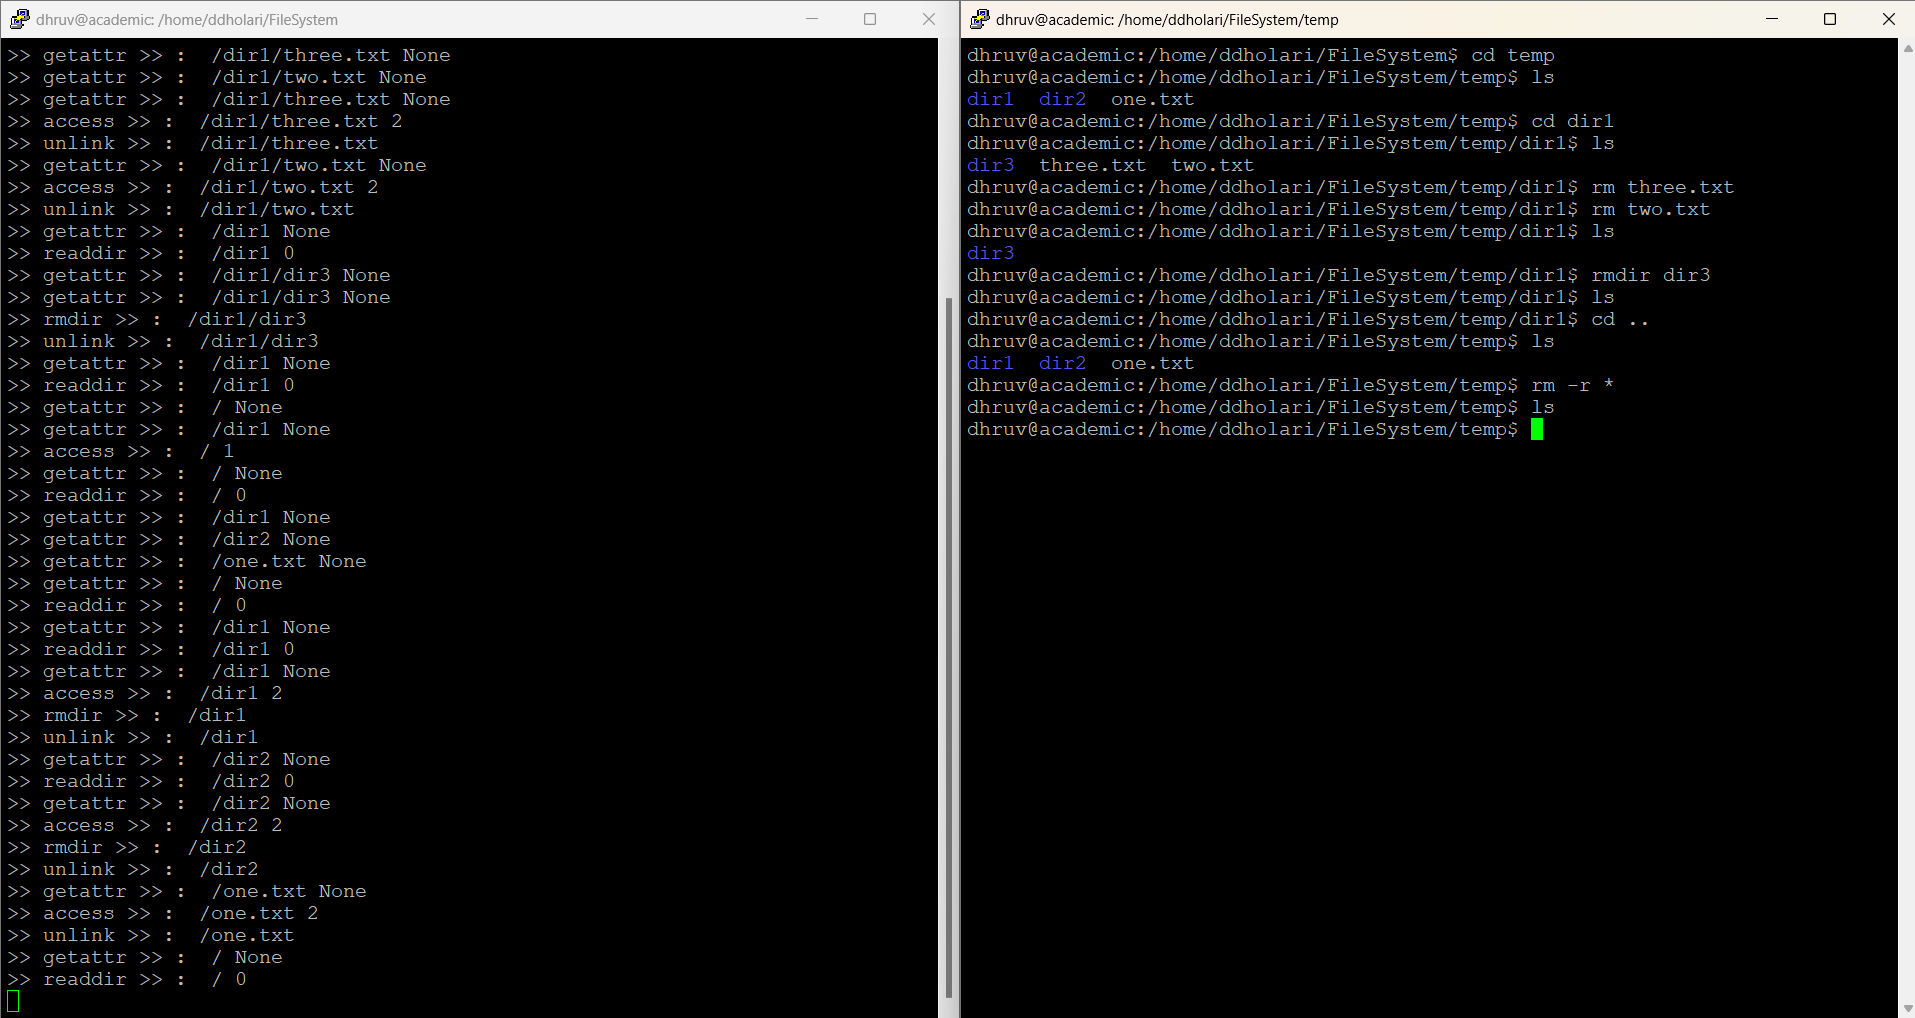 dhruv@academic: /home/ddholari/FileSystem
>> getattr >> :  /dir1/three.txt None
>> getattr >> :  /dir1/two.txt None
>> getattr >> :  /dir1/three.txt None
>> access >> :  /dir1/three.txt 2
>> unlink >> :  /dir1/three.txt
>> getattr >> :  /dir1/two.txt None
>> access >> :  /dir1/two.txt 2
>> unlink >> :  /dir1/two.txt
>> getattr >> :  /dir1 None
>> readdir >> :  /dir1 0
>> getattr >> :  /dir1/dir3 None
>> getattr >> :  /dir1/dir3 None
>> rmdir >> :  /dir1/dir3
>> unlink >> :  /dir1/dir3
>> getattr >> :  /dir1 None
>> readdir >> :  /dir1 0
>> getattr >> :  / None
>> getattr >> :  /dir1 None
>> access >> :  / 1
>> getattr >> :  / None
>> readdir >> :  / 0
>> getattr >> :  /dir1 None
>> getattr >> :  /dir2 None
>> getattr >> :  /one.txt None
>> getattr >> :  / None
>> readdir >> :  / 0
>> getattr >> :  /dir1 None
>> readdir >> :  /dir1 0
>> getattr >> :  /dir1 None
>> access >> :  /dir1 2
>> rmdir >> :  /dir1
>> unlink >> :  /dir1
>> getattr >> :  /dir2 None
>> readdir >> :  /dir2 0
>> getattr >> :  /dir2 None
>> access >> :  /dir2 2
>> rmdir >> :  /dir2
>> unlink >> :  /dir2
>> getattr >> :  /one.txt None
>> access >> :  /one.txt 2
>> unlink >> :  /one.txt
>> getattr >> :  / None
>> readdir >> :  / 0
dhruv@academic: /home/ddholari/FileSystem/temp
dhruv@academic:/home/ddholari/FileSystem$ cd temp
dhruv@academic:/home/ddholari/FileSystem/temp$ ls
dir1  dir2  one.txt
dhruv@academic:/home/ddholari/FileSystem/temp$ cd dir1
dhruv@academic:/home/ddholari/FileSystem/temp/dir1$ ls
dir3  three.txt  two.txt
dhruv@academic:/home/ddholari/FileSystem/temp/dir1$ rm three.txt
dhruv@academic:/home/ddholari/FileSystem/temp/dir1$ rm two.txt
dhruv@academic:/home/ddholari/FileSystem/temp/dir1$ ls
dir3
dhruv@academic:/home/ddholari/FileSystem/temp/dir1$ rmdir dir3
dhruv@academic:/home/ddholari/FileSystem/temp/dir1$ ls
dhruv@academic:/home/ddholari/FileSystem/temp/dir1$ cd ..
dhruv@academic:/home/ddholari/FileSystem/temp$ ls
dir1  dir2  one.txt
dhruv@academic:/home/ddholari/FileSystem/temp$ rm -r *
dhruv@academic:/home/ddholari/FileSystem/temp$ ls
dhruv@academic:/home/ddholari/FileSystem/temp$